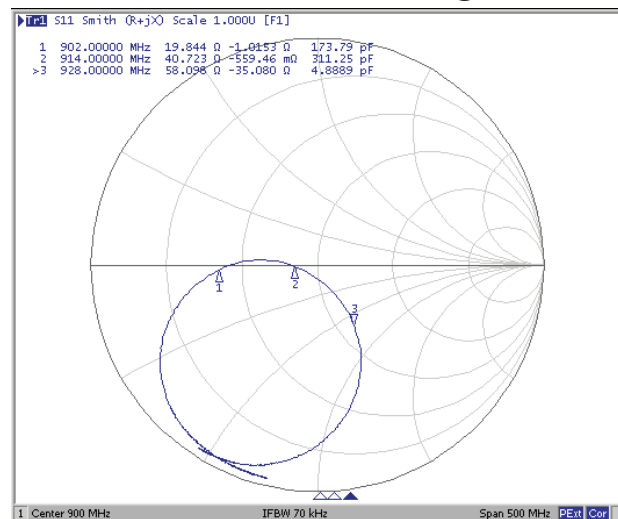 Tr1 S11 Smith (R+jX) Scale 1.000U [F1]
1 902.00000 MHz 19.844 Ω -1.0153 Ω 173.79 pF
2 914.00000 MHz 40.723 Ω -559.46 mΩ 311.25 pF
>3 928.00000 MHz 58.098 Ω -35.080 Ω 4.8889 pF
1
2
3
1 Center 900 MHz IFBW 70 kHz Span 500 MHz PExt Cor